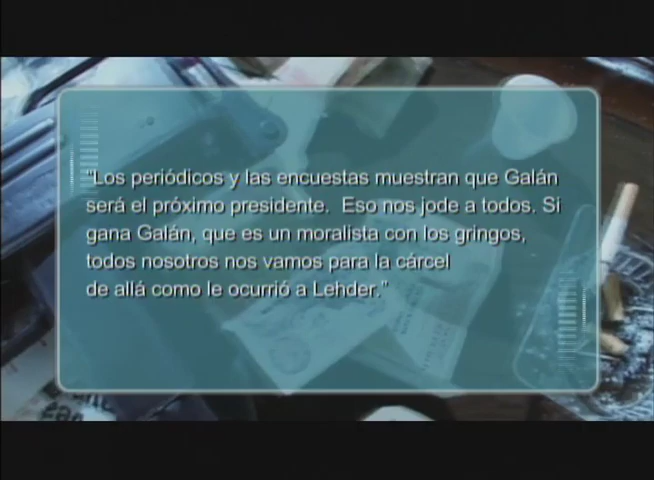 "Los periódicos y las encuestas muestran que Galán
será el próximo presidente.  Eso nos jode a todos. Si
gana Galán, que es un moralista con los gringos,
todos nosotros nos vamos para la cárcel
de allá como le ocurrió a Lehder."